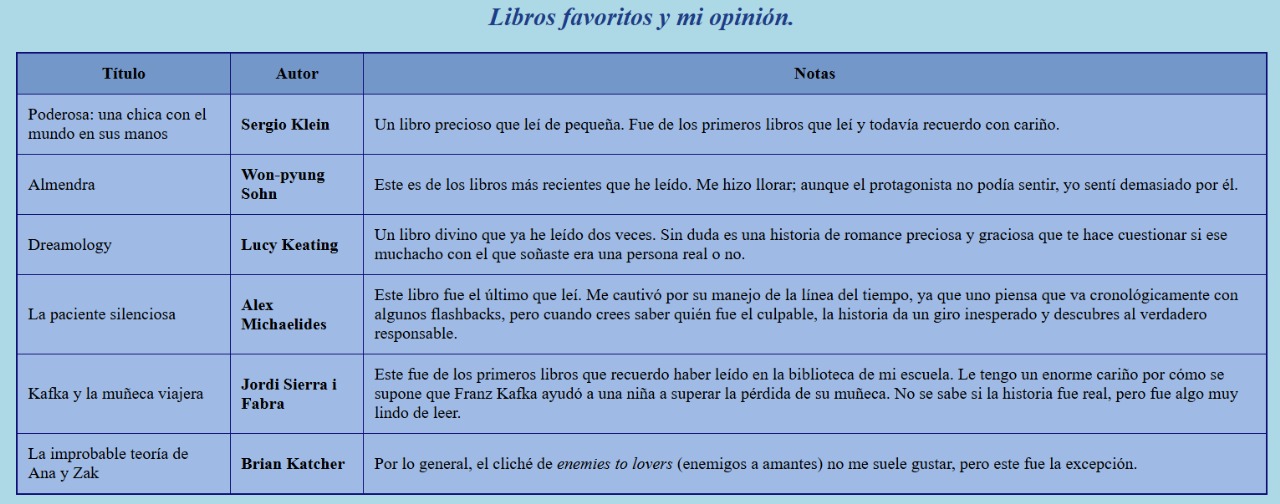 Libros favoritos y mi opinión.
Título
Autor
Notas
Poderosa: una chica con el
mundo en sus manos
Sergio Klein
Un libro precioso que leí de pequeña. Fue de los primeros libros que leí y todavía recuerdo con cariño.
Almendra
Won-pyung
Sohn
Este es de los libros más recientes que he leído. Me hizo llorar; aunque el protagonista no podía sentir, yo sentí demasiado por él.
Dreamology
Lucy Keating
Un libro divino que ya he leído dos veces. Sin duda es una historia de romance preciosa y graciosa que te hace cuestionar si ese
muchacho con el que soñaste era una persona real o no.
La paciente silenciosa
Alex
Michaelides
Este libro fue el último que leí. Me cautivó por su manejo de la línea del tiempo, ya que uno piensa que va cronológicamente con
algunos flashbacks, pero cuando crees saber quién fue el culpable, la historia da un giro inesperado y descubres al verdadero
responsable.
Kafka y la muñeca viajera
Jordi Sierra i
Fabra
Este fue de los primeros libros que recuerdo haber leído en la biblioteca de mi escuela. Le tengo un enorme cariño por cómo se
supone que Franz Kafka ayudó a una niña a superar la pérdida de su muñeca. No se sabe si la historia fue real, pero fue algo muy
lindo de leer.
La improbable teoría de
Ana y Zak
Brian Katcher
Por lo general, el cliché de enemies to lovers (enemigos a amantes) no me suele gustar, pero este fue la excepción.